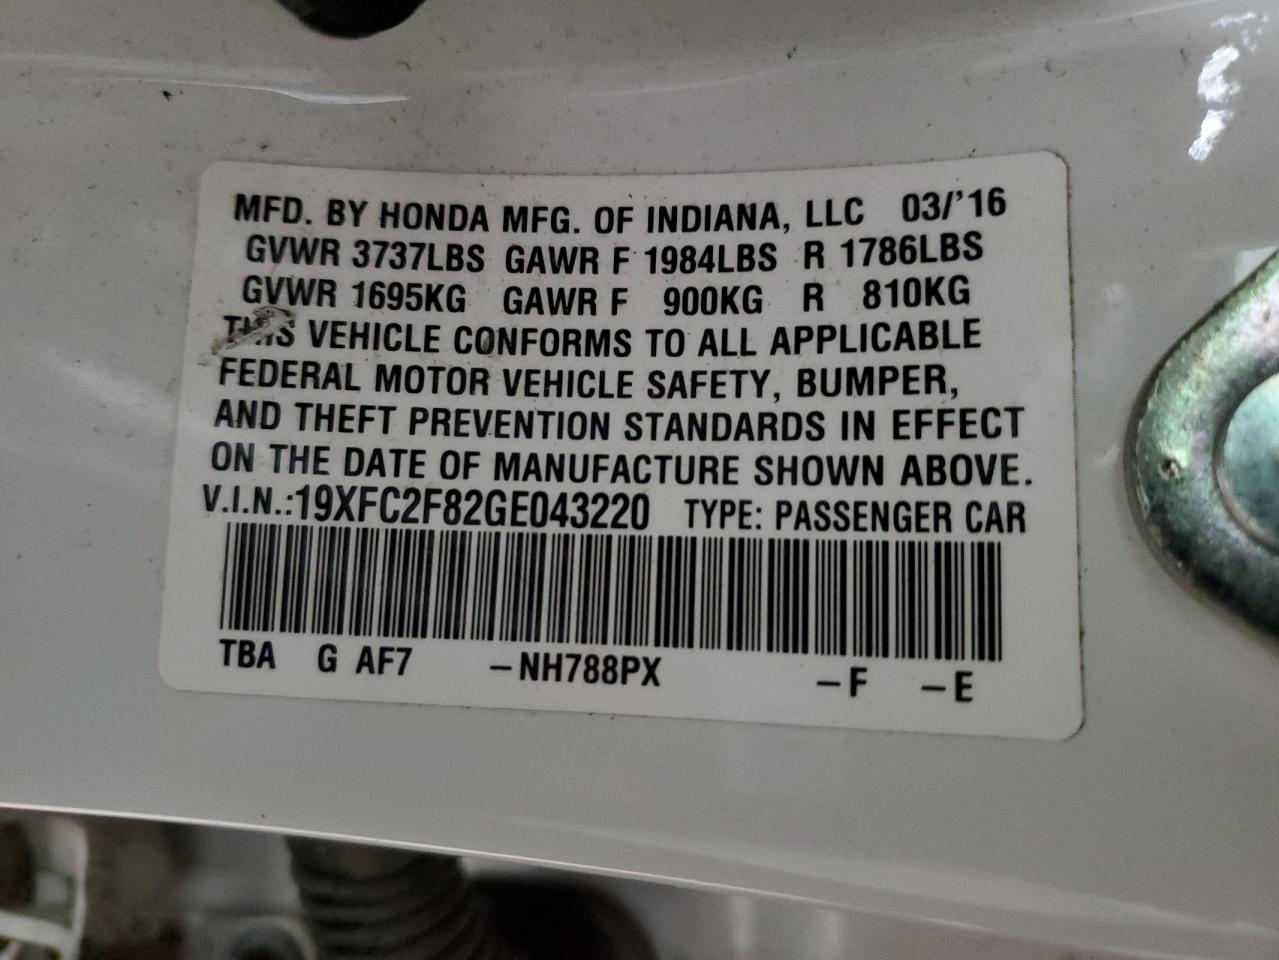 MFD. BY HONDA MFG. OF INDIANA, LLC 03/'16
GVWR 3737LBS GAWR F 1984LBS R 1786LBS
GVWR 1695KG GAWR F 900KG R 810KG
THIS VEHICLE CONFORMS TO ALL APPLICABLE
FEDERAL MOTOR VEHICLE SAFETY, BUMPER,
AND THEFT PREVENTION STANDARDS IN EFFECT
ON THE DATE OF MANUFACTURE SHOWN ABOVE.
V.I.N.:19XFC2F82GE043220 TYPE: PASSENGER CAR
TBA G AF7 -NH788PX -F -E